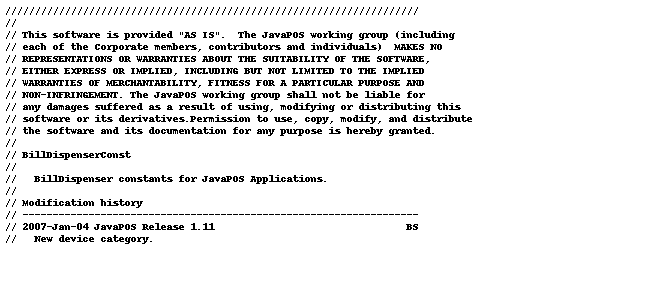 /////////////////////////////////////////////////////////////////////
//
// This software is provided "AS IS".  The JavaPOS working group (including
// each of the Corporate members, contributors and individuals)  MAKES NO
// REPRESENTATIONS OR WARRANTIES ABOUT THE SUITABILITY OF THE SOFTWARE,
// EITHER EXPRESS OR IMPLIED, INCLUDING BUT NOT LIMITED TO THE IMPLIED
// WARRANTIES OF MERCHANTABILITY, FITNESS FOR A PARTICULAR PURPOSE AND
// NON-INFRINGEMENT. The JavaPOS working group shall not be liable for
// any damages suffered as a result of using, modifying or distributing this
// software or its derivatives.Permission to use, copy, modify, and distribute
// the software and its documentation for any purpose is hereby granted.
//
// BillDispenserConst
//
//   BillDispenser constants for JavaPOS Applications.
//
// Modification history
// ------------------------------------------------------------------
// 2007-Jan-04 JavaPOS Release 1.11                                BS
//   New device category.